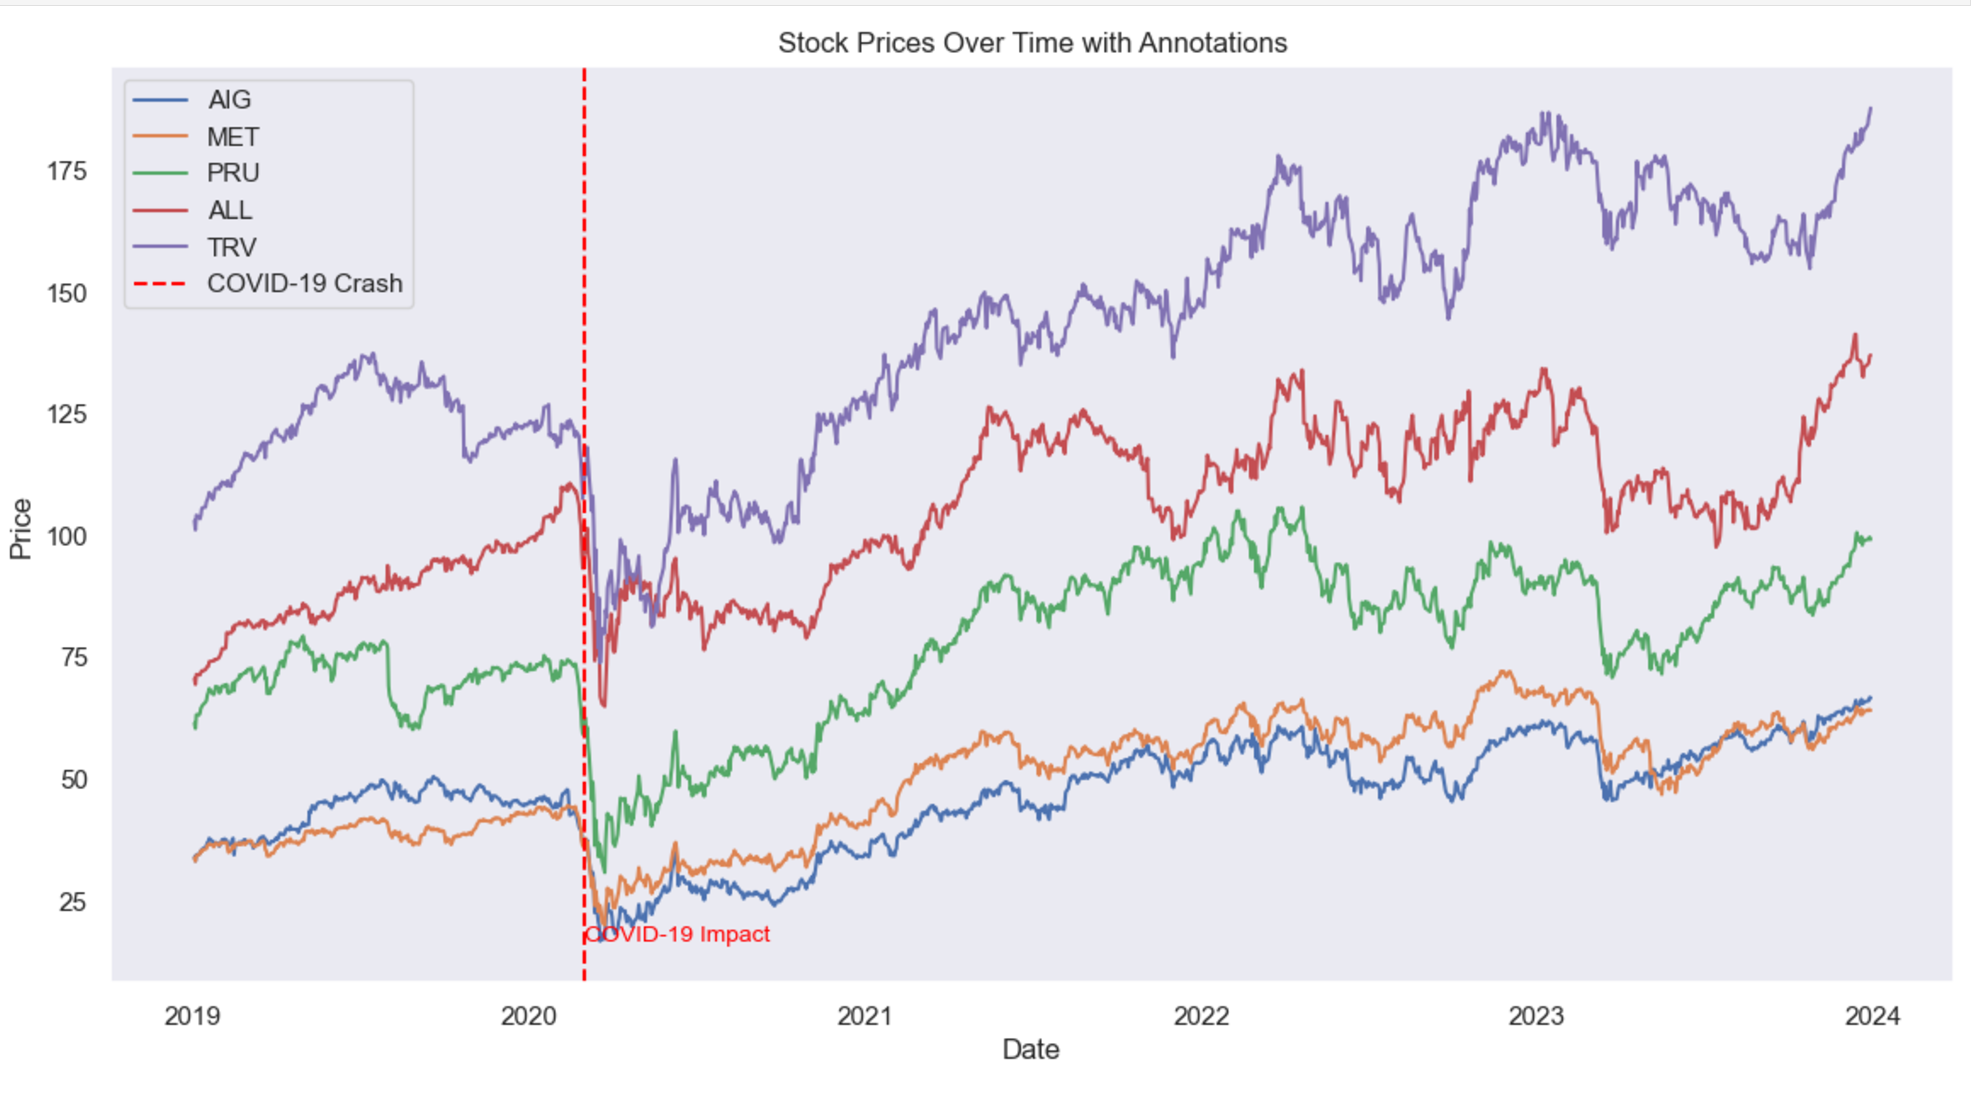 Stock Prices Over Time with Annotations
AIG
MET
PRU
ALL
TRV
COVID-19 Crash
175
150
125
100
75
50
25
Price
COVID-19 Impact
2019 2020 2021 2022 2023 2024
Date